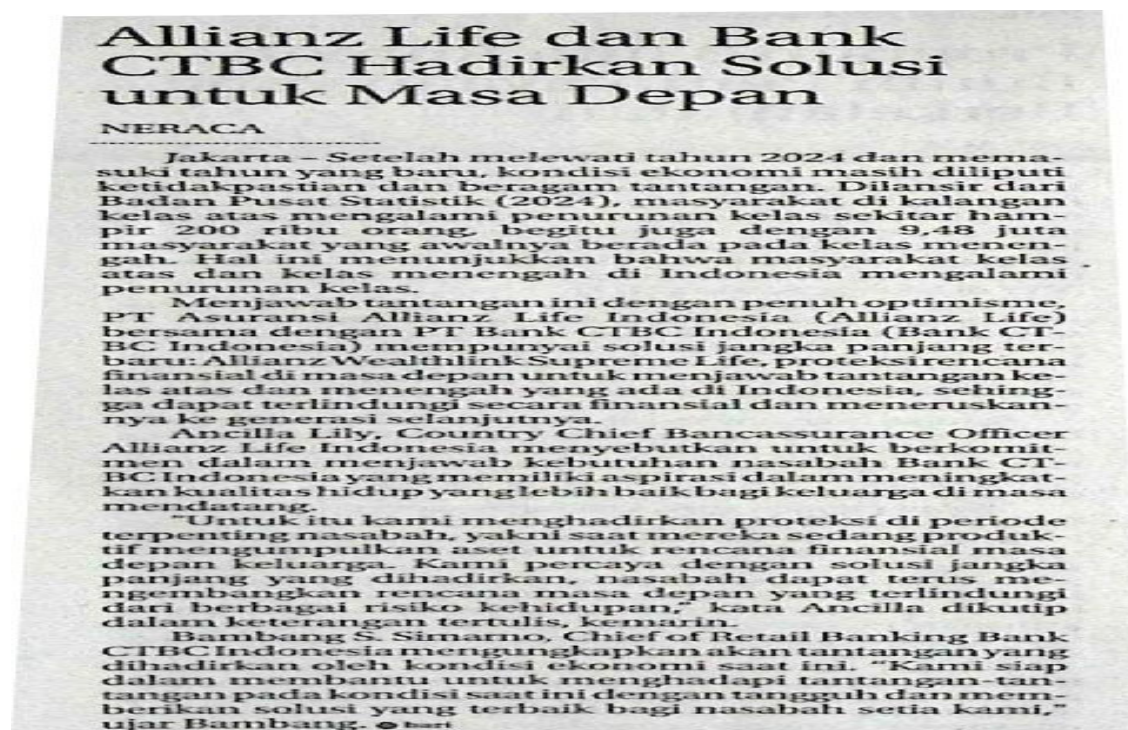 Allianz Life dan Bank
CTBC Hadirkan Solusi
untuk Masa Depan
NERACA
Jakarta – Setelah melewati tahun 2024 dan mema-
suki tahun yang baru, kondisi ekonomi masih diliputi
ketidakpastian dan beragam tantangan. Dilansir dari
Badan Pusat Statistik (2024), masyarakat di kalangan
kelas atas mengalami penurunan kelas sekitar ham-
pir 200 ribu orang, begitu juga dengan 9,48 juta
masyarakat yang awalnya berada pada kelas menen-
gah. Hal ini menunjukkan bahwa masyarakat kelas
atas dan kelas menengah di Indonesia mengalami
penurunan kelas.
Menjawab tantangan ini dengan penuh optimisme,
PT Asuransi Allianz Life Indonesia (Allianz Life)
bersama dengan PT Bank CTBC Indonesia (Bank CT-
BC Indonesia) mempunyai solusi jangka panjang ter-
baru: Allianz Wealthlink Supreme Life, proteksi rencana
finansial di masa depan untuk menjawab tantangan ke-
las atas dan menengah yang ada di Indonesia, sehing-
ga dapat terlindungi secara finansial dan meneruskan-
nya ke generasi selanjutnya.
Ancilla Lily, Country Chief Bancassurance Officer
Allianz Life Indonesia menyebutkan untuk berkomit-
men dalam menjawab kebutuhan nasabah Bank CT-
BC Indonesia yang memiliki aspirasi dalam meningkat-
kan kualitas hidup yang lebih baik bagi keluarga di masa
mendatang.
"Untuk itu kami menghadirkan proteksi di periode
terpenting nasabah, yakni saat mereka sedang produk-
tif mengumpulkan aset untuk rencana finansial masa
depan keluarga. Kami percaya dengan solusi jangka
panjang yang dihadirkan, nasabah dapat terus me-
ngembangkan rencana masa depan yang terlindungi
dari berbagai risiko kehidupan," kata Ancilla dikutip
dalam keterangan tertulis, kemarin.
Bambang S. Simarno, Chief of Retail Banking Bank
CTBC Indonesia mengungkapkan akan tantangan yang
dihadirkan oleh kondisi ekonomi saat ini. "Kami siap
dalam membantu untuk menghadapi tantangan-tan-
tangan pada kondisi saat ini dengan tangguh dan mem-
berikan solusi yang terbaik bagi nasabah setia kami,"
ujar Bambang.